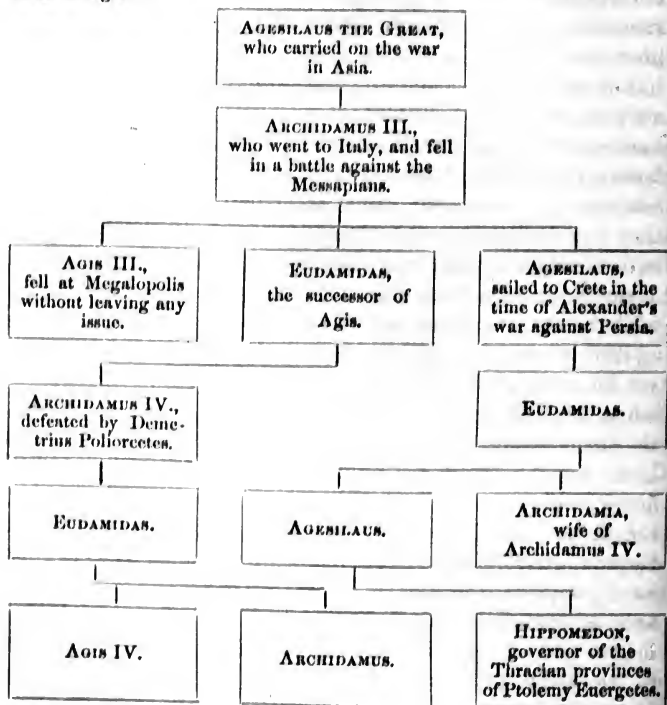 AGESILAUS THE GREAT,
who carried on the war
in Asia.
ARCHIDAMUS III.,
who went to Italy, and fell
in a battle against the
Messapians.
AGIS III.,
fell at Megalopolis
without leaving any
issue.
EUDAMIDAS,
the successor of
Agis.
AGESILAUS,
sailed to Crete in the
time of Alexander's
war against Persia.
ARCHIDAMUS IV.,
defeated by Deme-
trius Poliorcetes.
EUDAMIDAS.
EUDAMIDAS.
AGESILAUS.
ARCHIDAMIA,
wife of
Archidamus IV.
AGIS IV.
ARCHIDAMUS.
HIPPOMEDON,
governor of the
Thracian provinces
of Ptolemy Euergetes.